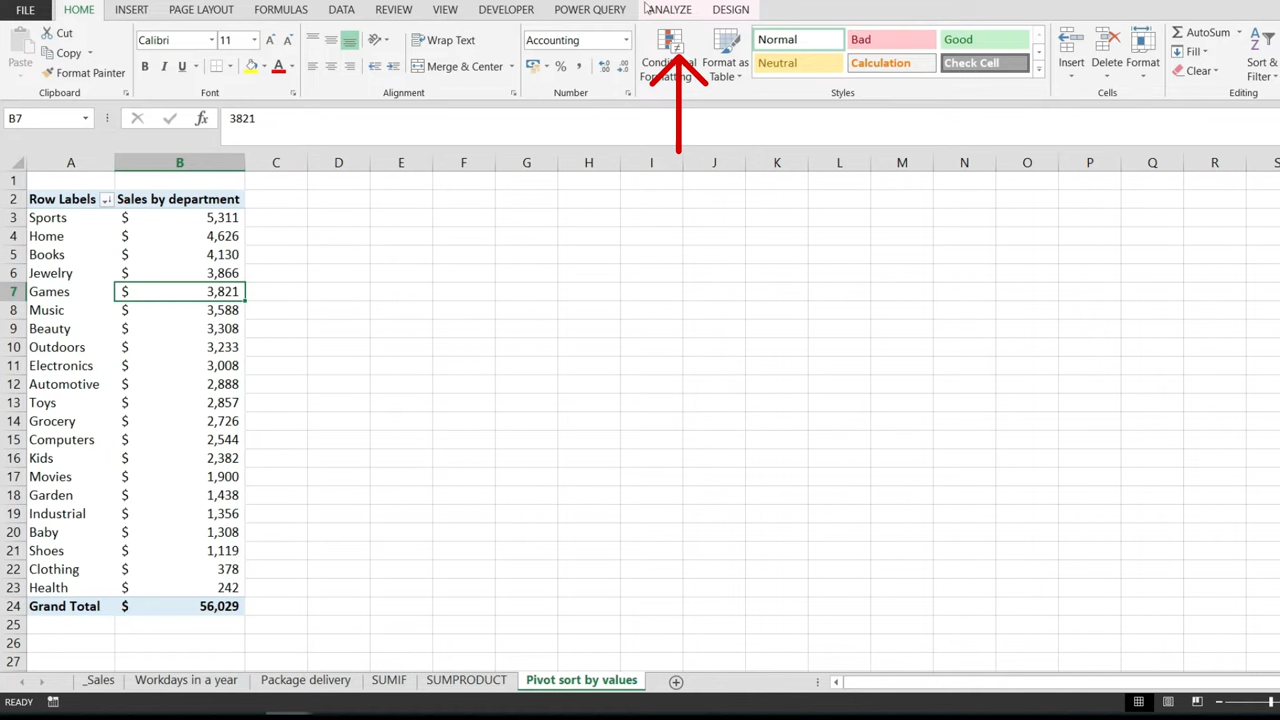 FILE HOME INSERT PAGE LAYOUT FORMULAS DATA REVIEW VIEW DEVELOPER POWER QUERY ANALYZE DESIGN
Paste
Cut
Copy
Format Painter
Clipboard
Calibri 11
B I U A
Font
Wrap Text
Merge & Center
Alignment
Accounting
$ % ,
Number
Conditional Formatting
Format as Table
Normal Bad Good
Neutral Calculation Check Cell
Styles
Insert Delete Format
Cells
AutoSum
Fill
Clear
Sort & Filter
Editing
B7 fx 3821
A B C D E F G H I J K L M N O P Q R S
1
2 Row Labels Sales by department
3 Sports $ 5,311
4 Home $ 4,626
5 Books $ 4,130
6 Jewelry $ 3,866
7 Games $ 3,821
8 Music $ 3,588
9 Beauty $ 3,308
10 Outdoors $ 3,233
11 Electronics $ 3,008
12 Automotive $ 2,888
13 Toys $ 2,857
14 Grocery $ 2,726
15 Computers $ 2,544
16 Kids $ 2,382
17 Movies $ 1,900
18 Garden $ 1,438
19 Industrial $ 1,356
20 Baby $ 1,308
21 Shoes $ 1,119
22 Clothing $ 378
23 Health $ 242
24 Grand Total $ 56,029
25
26
27
_Sales Workdays in a year Package delivery SUMIF SUMPRODUCT Pivot sort by values
READY